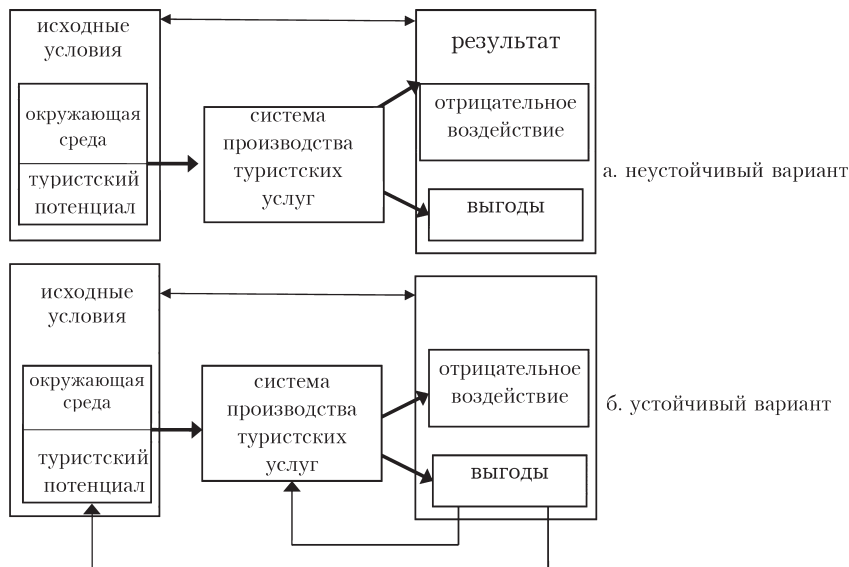 исходные
условия
окружающая
среда
туристский
потенциал
система
производства
туристских
услуг
результат
отрицательное
воздействие
выгоды
а. неустойчивый вариант
исходные
условия
окружающая
среда
туристский
потенциал
система
производства
туристских
услуг
отрицательное
воздействие
выгоды
б. устойчивый вариант